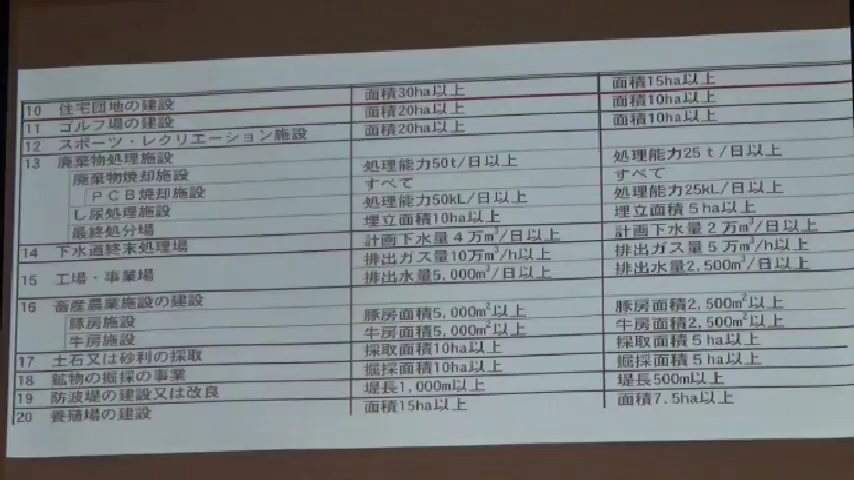 10 住宅団地の建設 面積30ha以上 面積15ha以上
11 ゴルフ場の建設 面積20ha以上 面積10ha以上
12 スポーツ・レクリエーション施設 面積20ha以上 面積10ha以上
13 廃棄物処理施設
廃棄物焼却施設 処理能力50t/日以上 処理能力25t/日以上
PCB焼却施設 すべて すべて
し尿処理施設 処理能力50kL/日以上 処理能力25kL/日以上
最終処分場 埋立面積10ha以上 埋立面積5ha以上
14 下水道終末処理場 計画下水量4万m³/日以上 計画下水量2万m³/日以上
15 工場・事業場 排出ガス量10万m³/h以上 排出ガス量5万m³/h以上
排出水量5,000m³/日以上 排出水量2,500m³/日以上
16 畜産農業施設の建設
豚房施設 豚房面積5,000m²以上 豚房面積2,500m²以上
牛房施設 牛房面積5,000m²以上 牛房面積2,500m²以上
17 土石又は砂利の採取 採取面積10ha以上 採取面積5ha以上
18 鉱物の掘採の事業 掘採面積10ha以上 掘採面積5ha以上
19 防波堤の建設又は改良 堤長1,000m以上 堤長500m以上
20 養殖場の建設 面積15ha以上 面積7.5ha以上